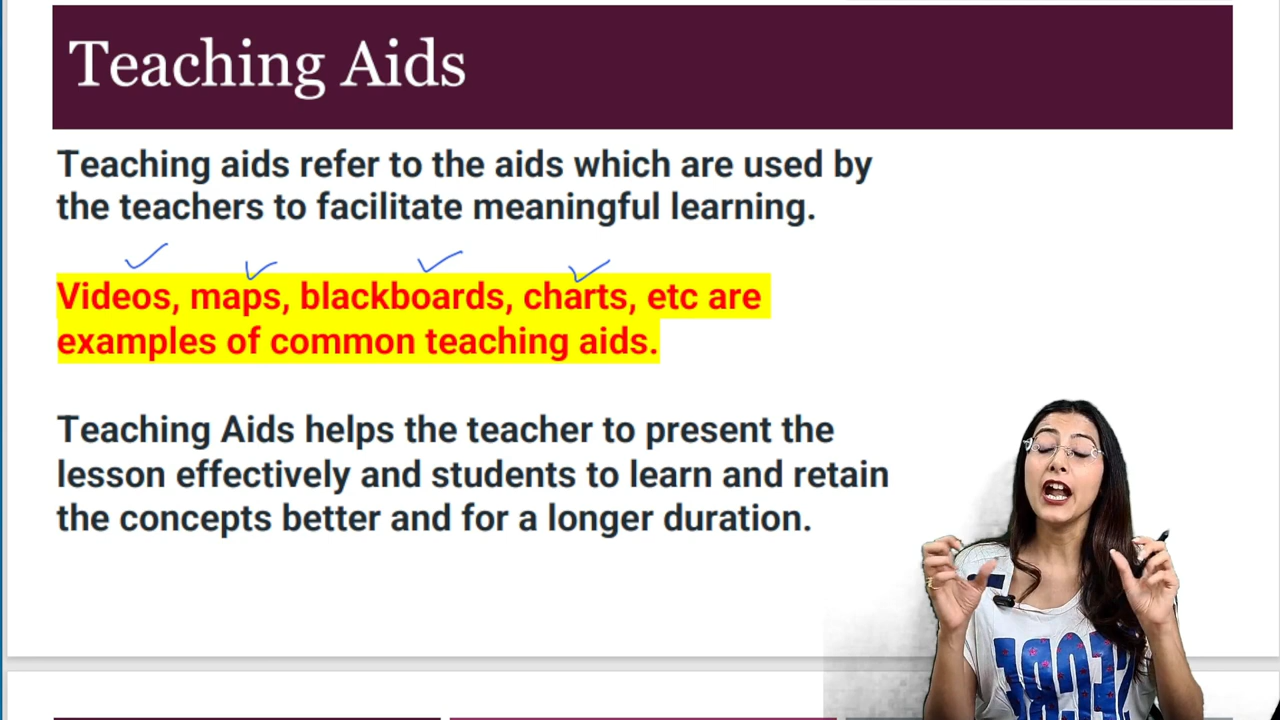 Teaching Aids
Teaching aids refer to the aids which are used by
the teachers to facilitate meaningful learning.
Videos, maps, blackboards, charts, etc are
examples of common teaching aids.
Teaching Aids helps the teacher to present the
lesson effectively and students to learn and retain
the concepts better and for a longer duration.